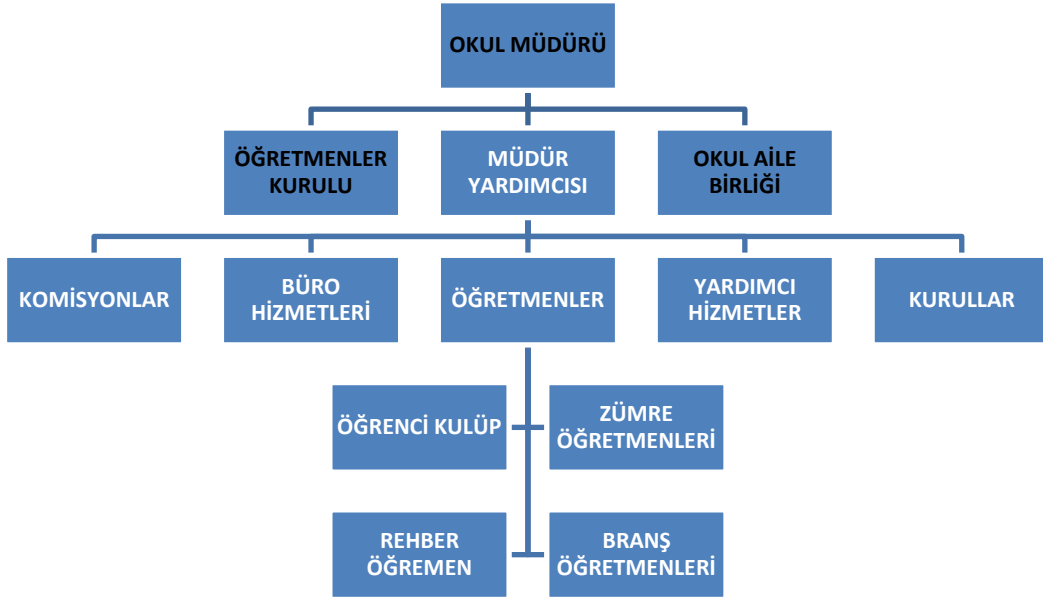 OKUL MÜDÜRÜ
ÖĞRETMENLER
KURULU
MÜDÜR
YARDIMCISI
OKUL AİLE
BİRLİĞİ
KOMİSYONLAR
BÜRO
HİZMETLERİ
ÖĞRETMENLER
YARDIMCI
HİZMETLER
KURULLAR
ÖĞRENCİ KULÜP
ZÜMRE
ÖĞRETMENLERİ
REHBER
ÖĞREMEN
BRANŞ
ÖĞRETMENLERİ